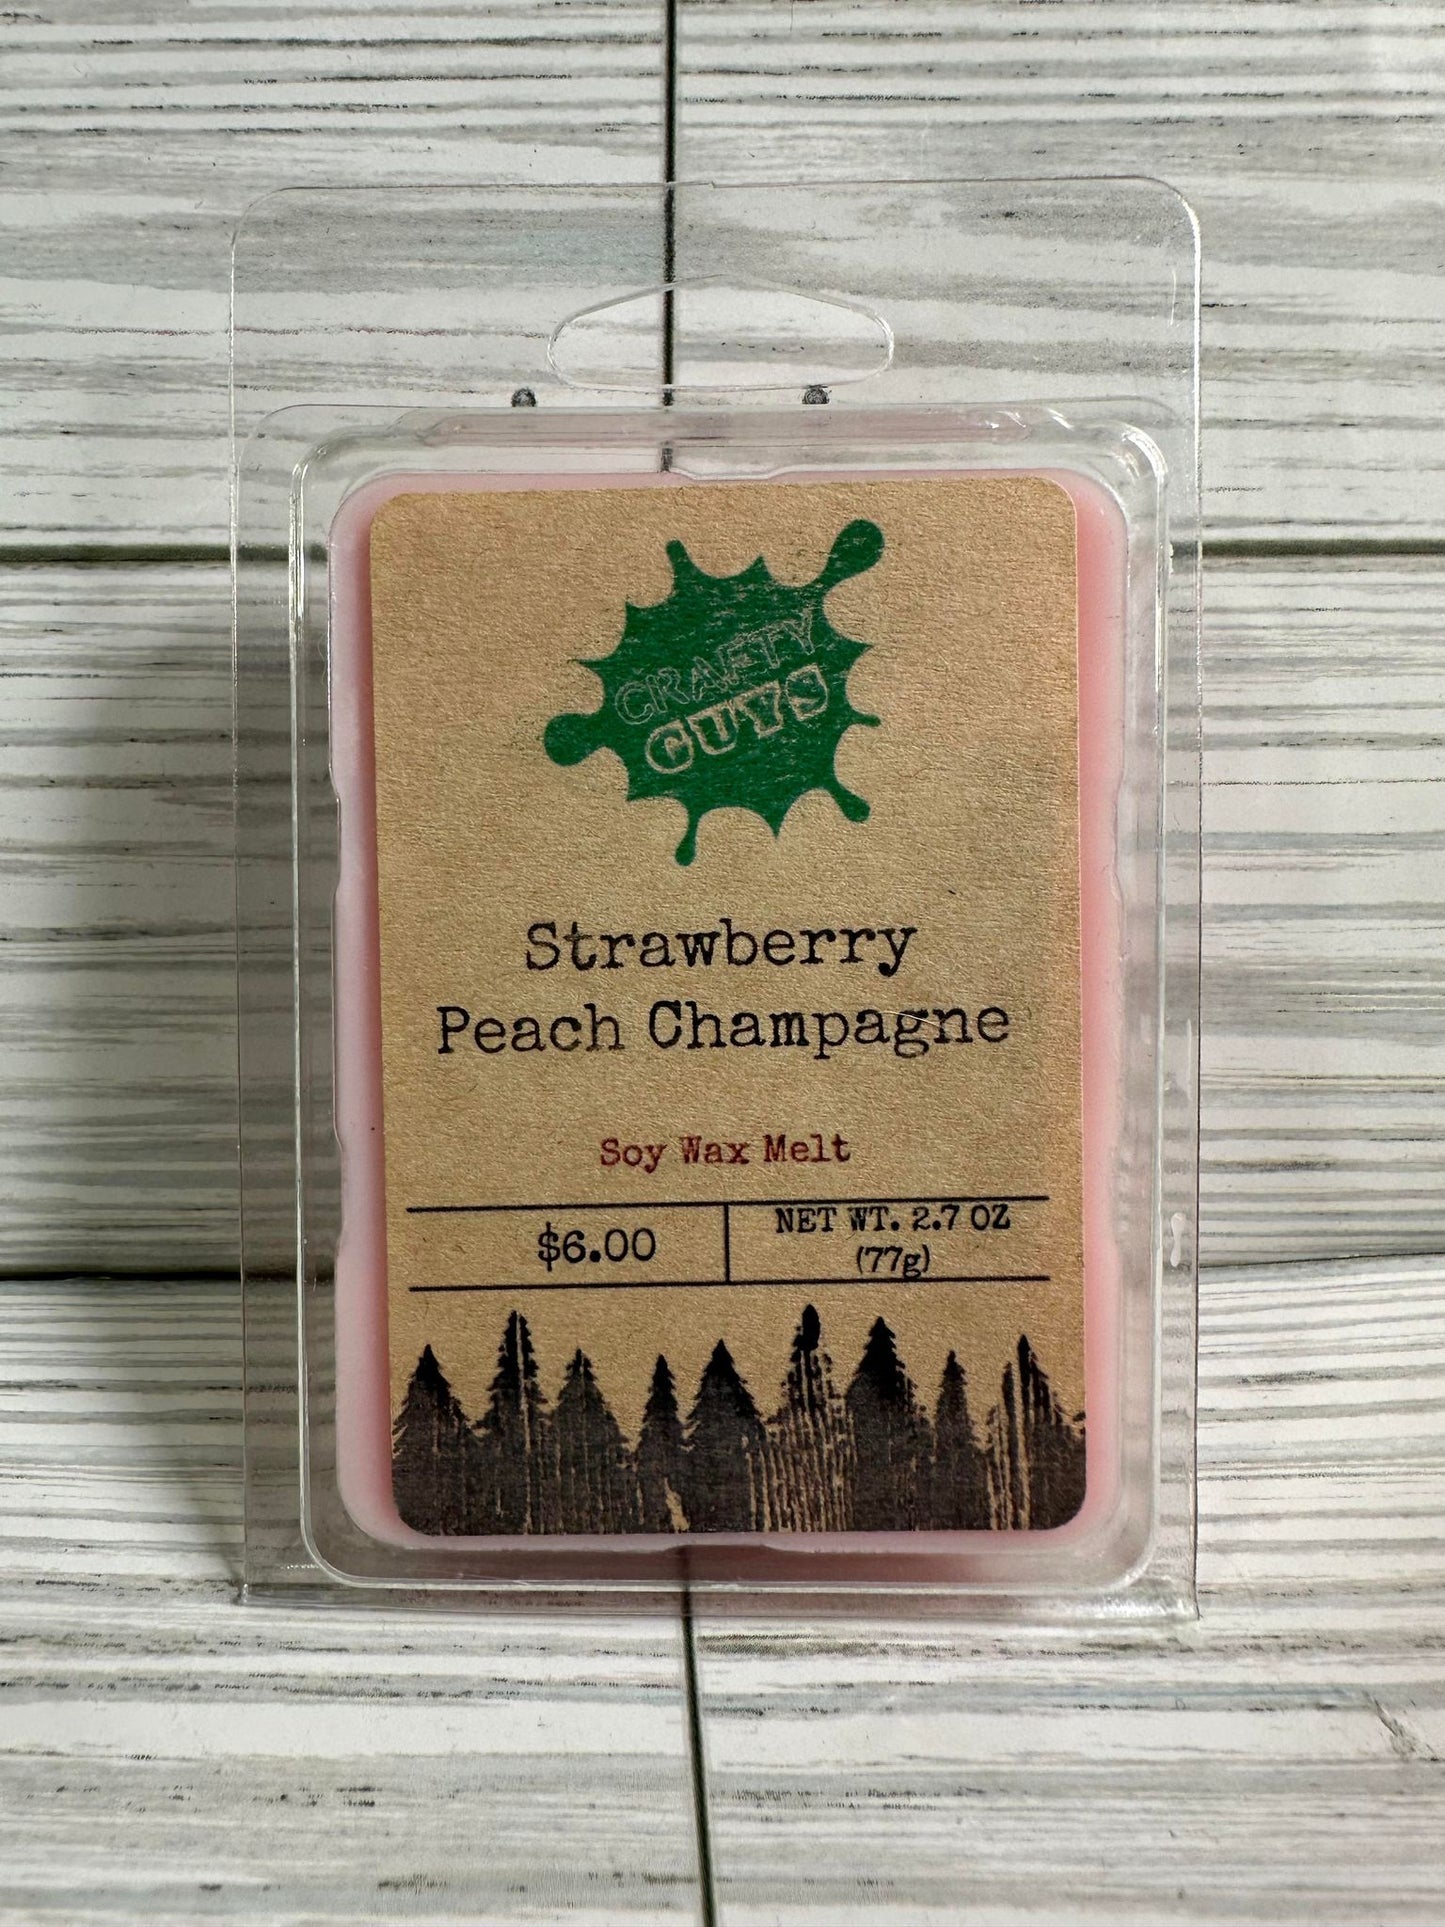 CRAFTY
GUYS
Strawberry
Peach Champagne
Soy Wax Melt
$6.00
NET WT. 2.7 OZ
(77g)